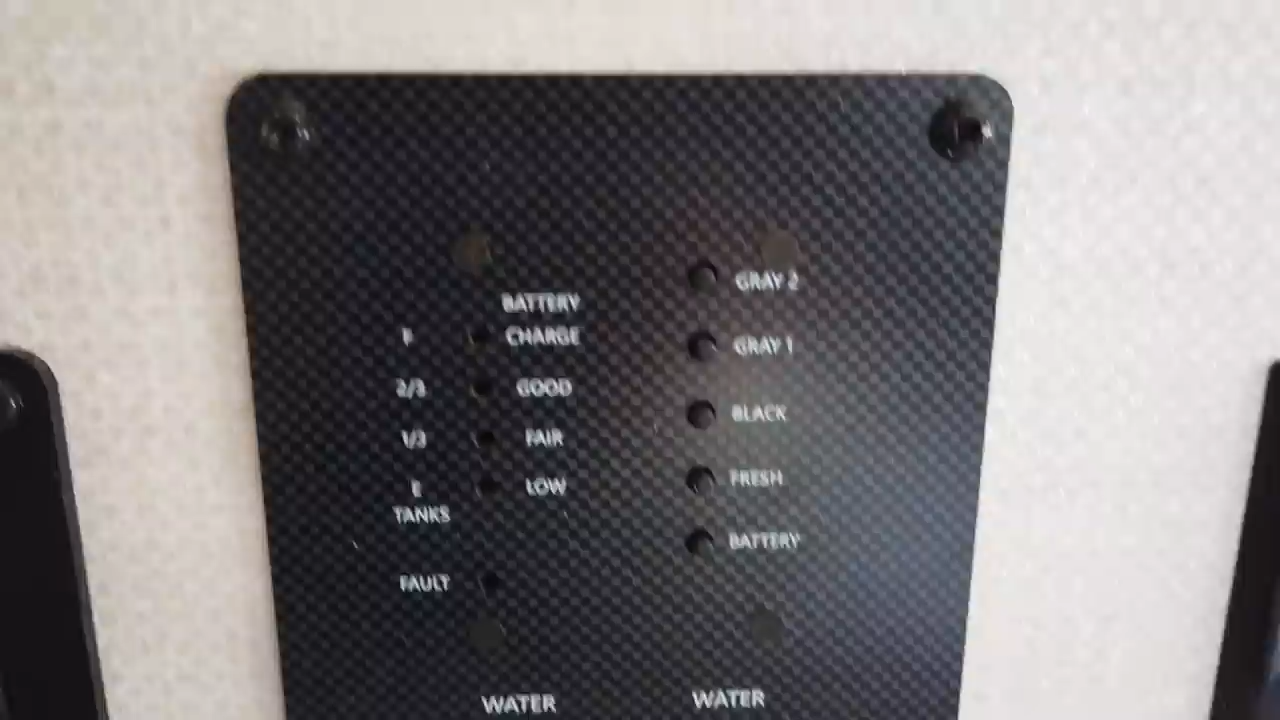 BATTERY
F CHARGE
2/3 GOOD
1/3 FAIR
E LOW
TANKS
FAULT
GRAY 2
GRAY 1
BLACK
FRESH
BATTERY
WATER WATER